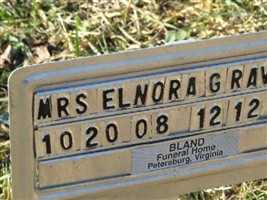 MRS ELNORA GRAV
10 20 08 12 12
BLAND
Funeral Home
Petersburg, Virginia